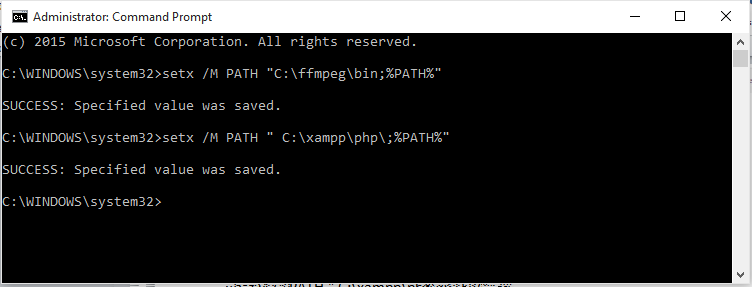 Administrator: Command Prompt
(c) 2015 Microsoft Corporation. All rights reserved.
C:\WINDOWS\system32>setx /M PATH "C:\ffmpeg\bin;%PATH%"
SUCCESS: Specified value was saved.
C:\WINDOWS\system32>setx /M PATH " C:\xampp\php\;%PATH%"
SUCCESS: Specified value was saved.
C:\WINDOWS\system32>